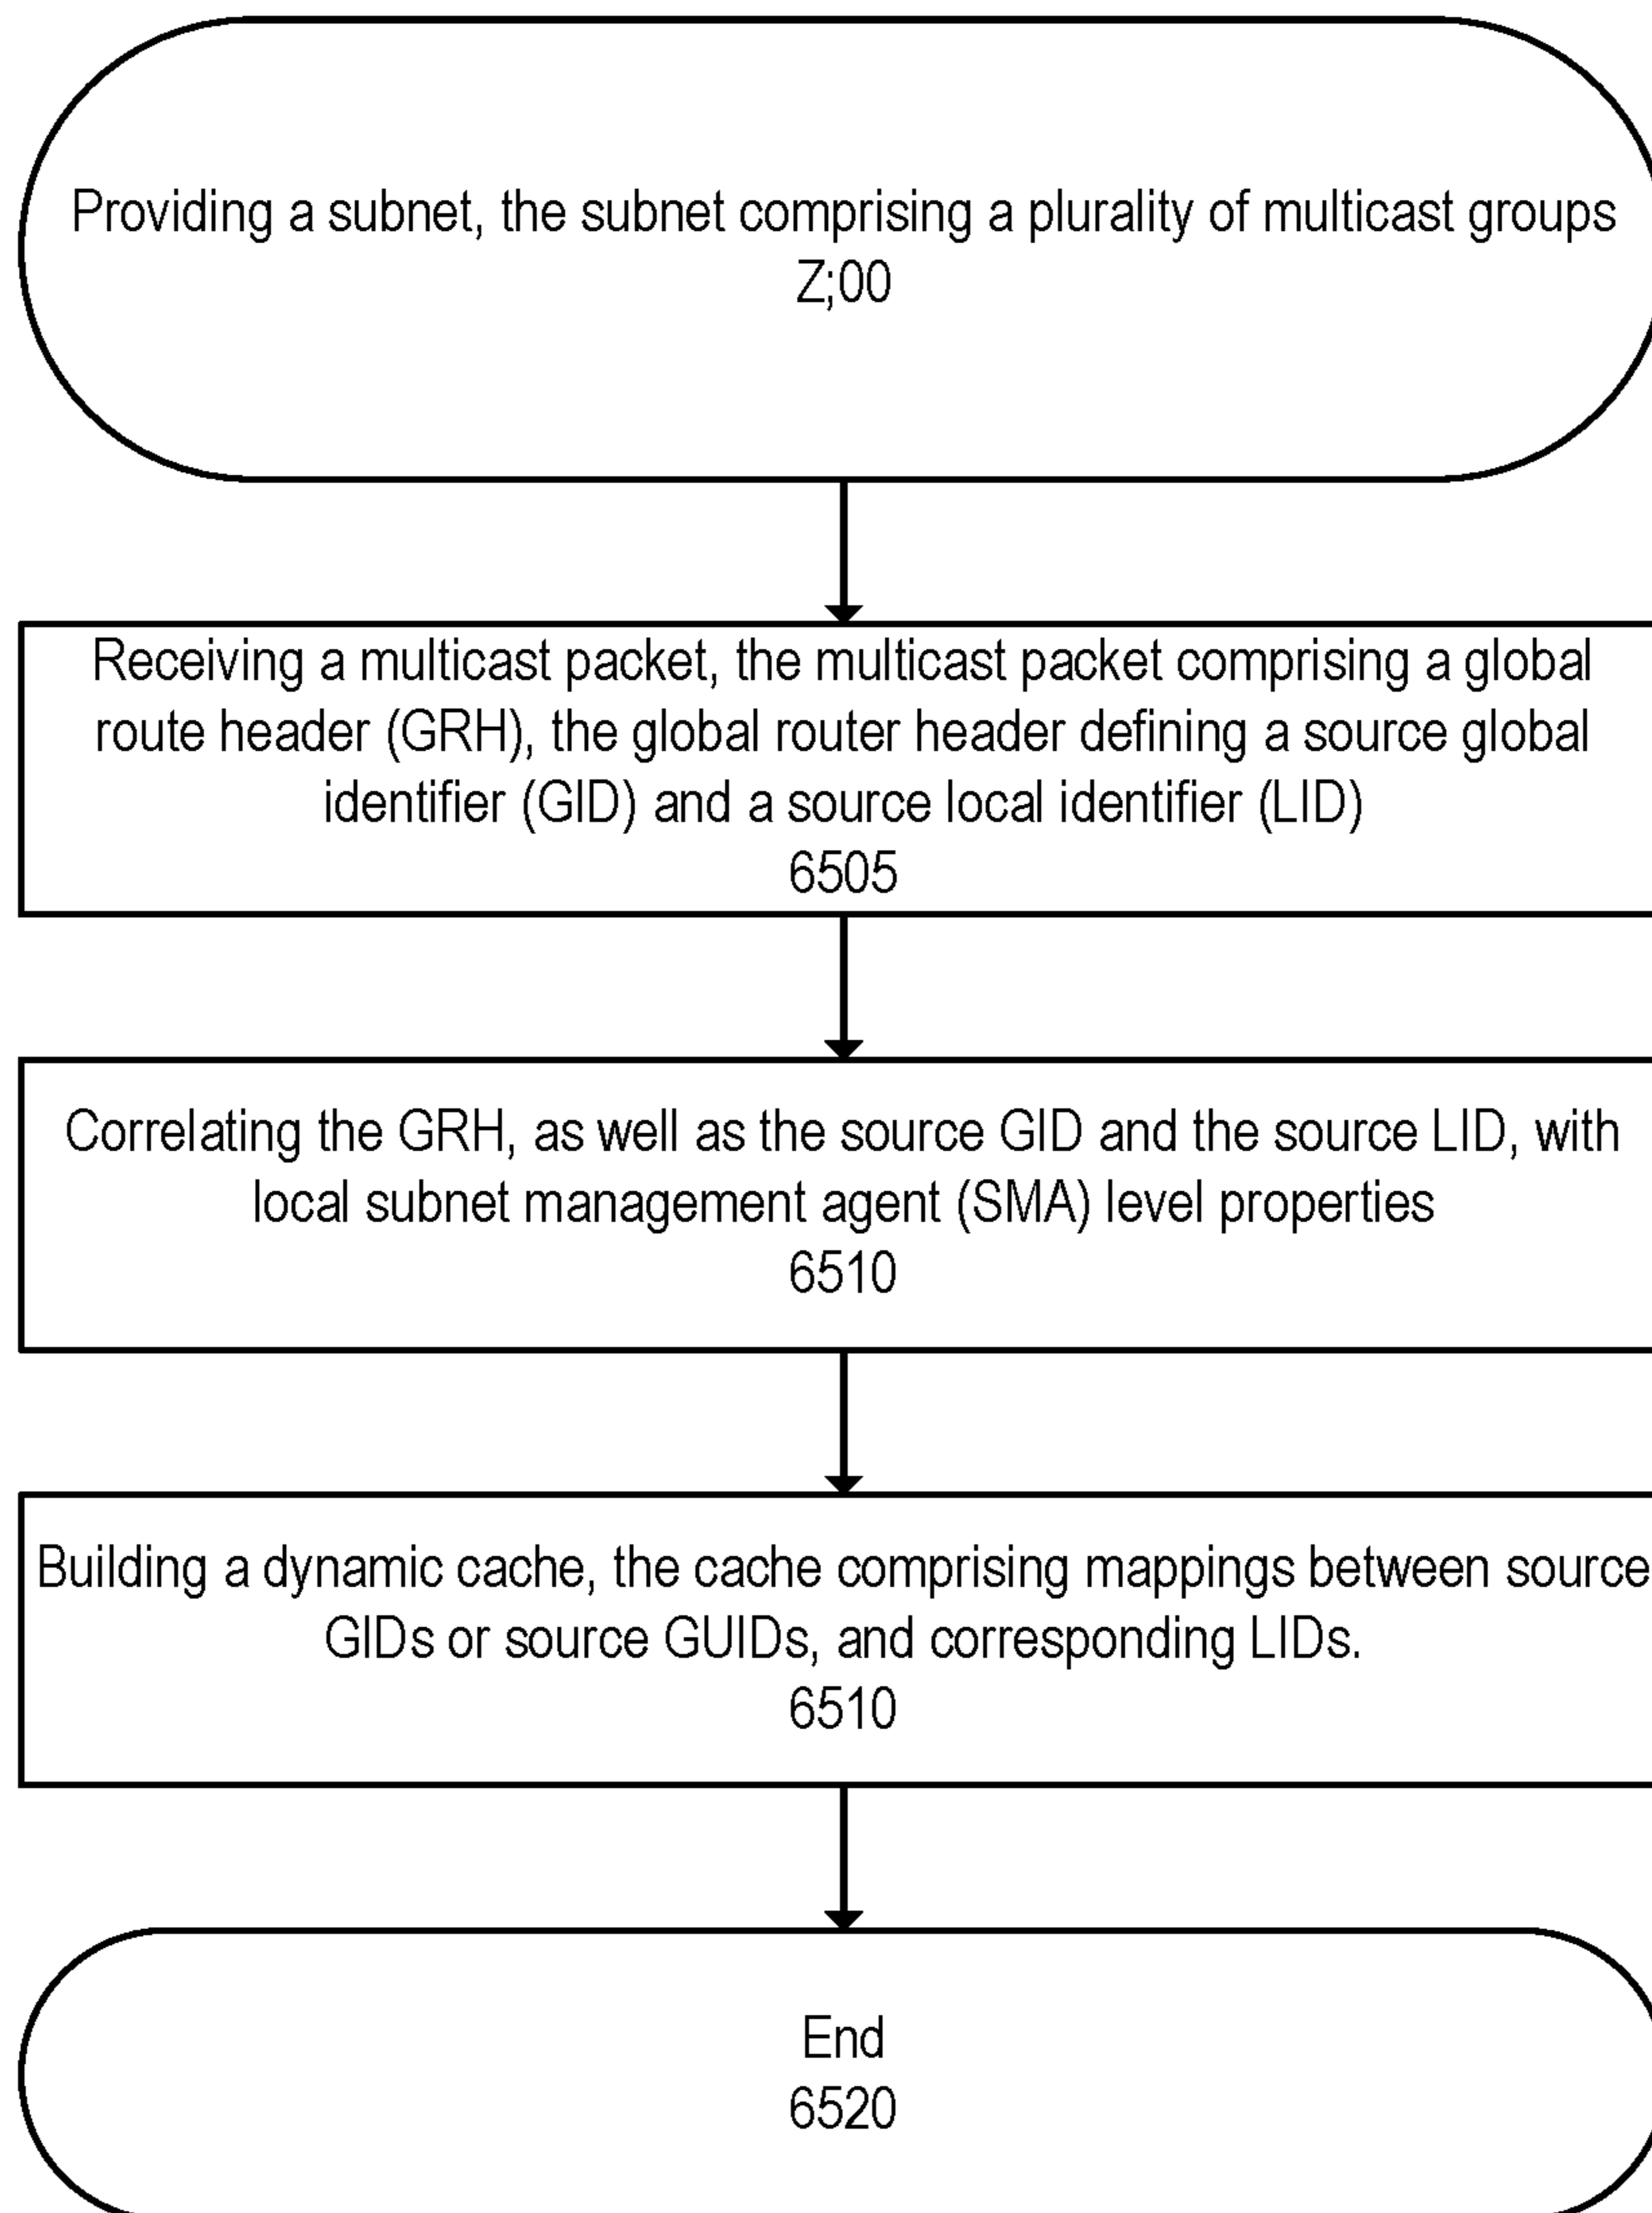 Providing a subnet, the subnet comprising a plurality of multicast groups
Z;00
Receiving a multicast packet, the multicast packet comprising a global
route header (GRH), the global router header defining a source global
identifier (GID) and a source local identifier (LID)
6505
Correlating the GRH, as well as the source GID and the source LID, with
local subnet management agent (SMA) level properties
6510
Building a dynamic cache, the cache comprising mappings between source
GIDs or source GUIDs, and corresponding LIDs.
6510
End
6520